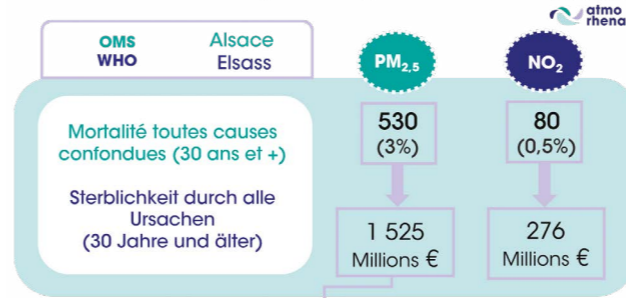 atmo
rhena
OMS
WHO
Alsace
Elsass
PM2,5
NO2
Mortalité toutes causes
confondues (30 ans et +)
Sterblichkeit durch alle
Ursachen
(30 Jahre und älter)
530
(3%)
80
(0,5%)
1 525
Millions €
276
Millions €